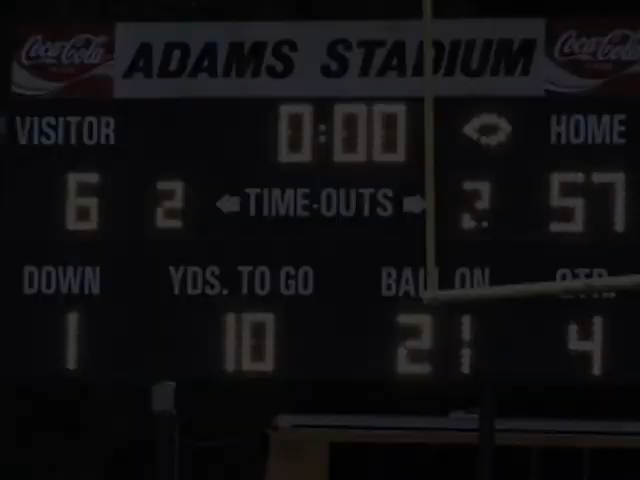 Coca-Cola ADAMS STADIUM Coca-Cola
VISITOR 0:00 HOME
6 2 TIME-OUTS 57
DOWN YDS. TO GO BALL ON QTR.
1 10 21 4